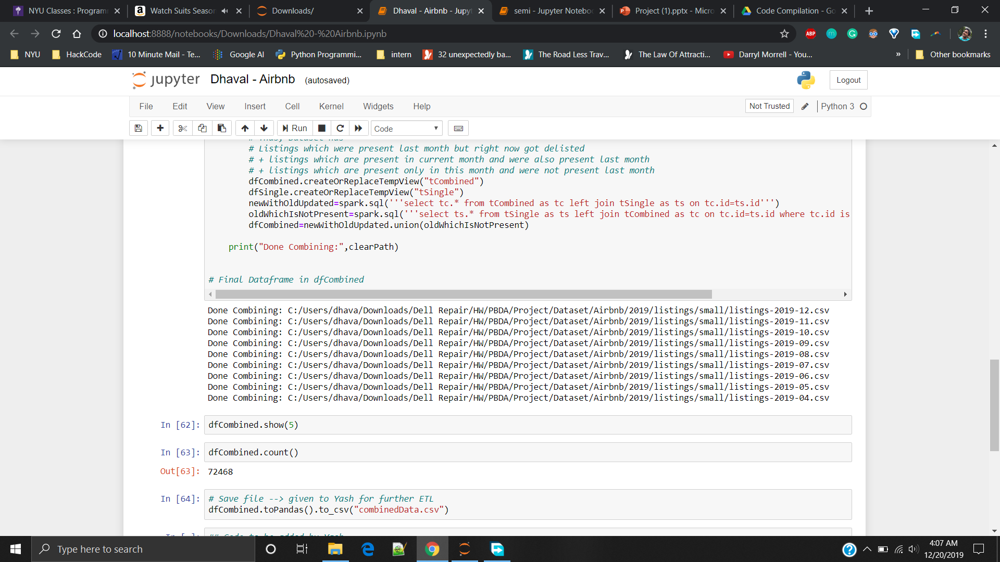 NYU Classes : Programm
Watch Suits Season
Downloads/
Dhaval - Airbnb - Jupyt
semi - Jupyter Noteboo
Project (1).pptx - Micro
Code Compilation - Go
localhost:8888/notebooks/Downloads/Dhaval%20-%20Airbnb.ipynb
ABP
NYU
HackCode
10 Minute Mail - Te...
Google AI
Python Programmi...
intern
32 unexpectedly ba...
The Road Less Trav...
The Law Of Attracti...
Darryl Morrell - You...
»
Other bookmarks
jupyter
Dhaval - Airbnb
(autosaved)
Logout
File
Edit
View
Insert
Cell
Kernel
Widgets
Help
Not Trusted
Python 3
Run
Code
# Listings which were present last month but right now got delisted
# + listings which are present in current month and were also present last month
# + listings which are present only in this month and were not present last month
dfCombined.createOrReplaceTempView("tCombined")
dfSingle.createOrReplaceTempView("tSingle")
newWithOldUpdated=spark.sql('''select tc.* from tCombined as tc left join tSingle as ts on tc.id=ts.id''')
oldWhichIsNotPresent=spark.sql('''select ts.* from tSingle as ts left join tCombined as tc on tc.id=ts.id where tc.id is
dfCombined=newWithOldUpdated.union(oldWhichIsNotPresent)
print("Done Combining:",clearPath)
# Final Dataframe in dfCombined
Done Combining: C:/Users/dhava/Downloads/Dell Repair/HW/PBDA/Project/Dataset/Airbnb/2019/listings/small/listings-2019-12.csv
Done Combining: C:/Users/dhava/Downloads/Dell Repair/HW/PBDA/Project/Dataset/Airbnb/2019/listings/small/listings-2019-11.csv
Done Combining: C:/Users/dhava/Downloads/Dell Repair/HW/PBDA/Project/Dataset/Airbnb/2019/listings/small/listings-2019-10.csv
Done Combining: C:/Users/dhava/Downloads/Dell Repair/HW/PBDA/Project/Dataset/Airbnb/2019/listings/small/listings-2019-09.csv
Done Combining: C:/Users/dhava/Downloads/Dell Repair/HW/PBDA/Project/Dataset/Airbnb/2019/listings/small/listings-2019-08.csv
Done Combining: C:/Users/dhava/Downloads/Dell Repair/HW/PBDA/Project/Dataset/Airbnb/2019/listings/small/listings-2019-07.csv
Done Combining: C:/Users/dhava/Downloads/Dell Repair/HW/PBDA/Project/Dataset/Airbnb/2019/listings/small/listings-2019-06.csv
Done Combining: C:/Users/dhava/Downloads/Dell Repair/HW/PBDA/Project/Dataset/Airbnb/2019/listings/small/listings-2019-05.csv
Done Combining: C:/Users/dhava/Downloads/Dell Repair/HW/PBDA/Project/Dataset/Airbnb/2019/listings/small/listings-2019-04.csv
In [62]: dfCombined.show(5)
In [63]: dfCombined.count()
Out[63]: 72468
In [64]: # Save file --> given to Yash for further ETL
dfCombined.toPandas().to_csv("combinedData.csv")
Type here to search
4:07 AM
12/20/2019